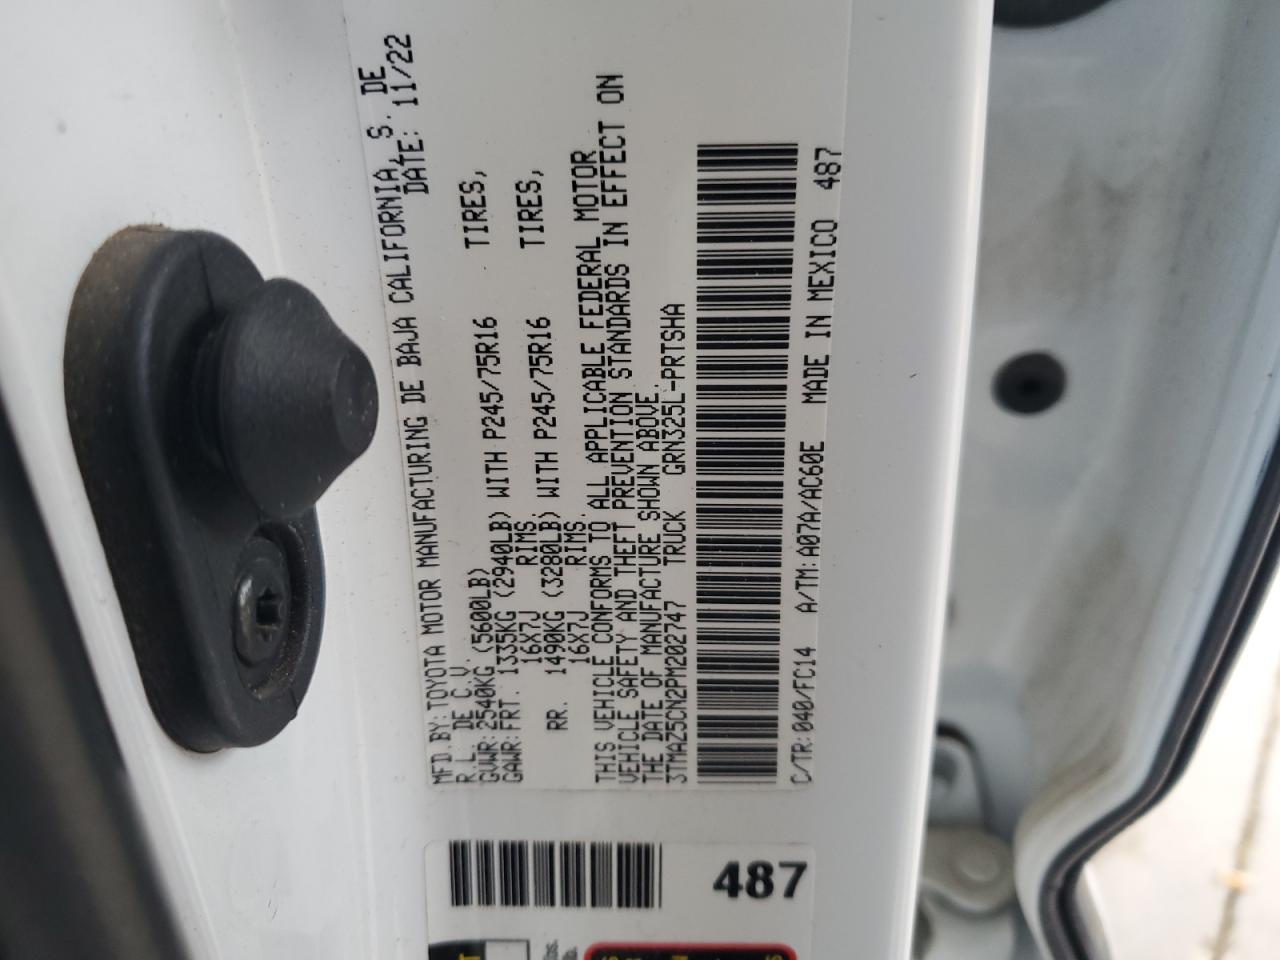 MFD.BY:TOYOTA MOTOR MANUFACTURING DE BAJA CALIFORNIA, S. DE
R.L. DE C.V. DATE: 11/22
GVWR:2540KG (5600LB)
GAWR:FRT. 1335KG (2940LB) WITH P245/75R16 TIRES,
16X7J RIMS.
RR. 1490KG (3280LB) WITH P245/75R16 TIRES,
16X7J RIMS.
THIS VEHICLE CONFORMS TO ALL APPLICABLE FEDERAL MOTOR
VEHICLE SAFETY AND THEFT PREVENTION STANDARDS IN EFFECT ON
THE DATE OF MANUFACTURE SHOWN ABOVE.
3TMAZ5CN2PM202747 TRUCK GRN325L-PRTSHA
C/TR:040/FC14 A/TM:A07A/AC60E MADE IN MEXICO 487
487